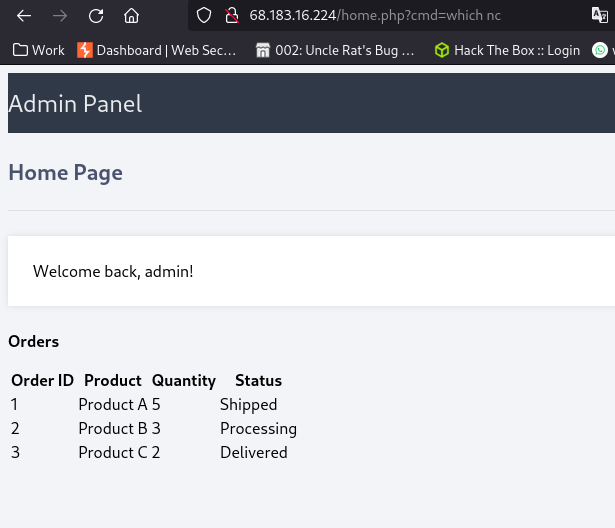 68.183.16.224/home.php?cmd=which nc
Work Dashboard | Web Sec… 002: Uncle Rat's Bug … Hack The Box :: Login
Admin Panel
Home Page
Welcome back, admin!
Orders
Order ID Product Quantity Status
1 Product A 5 Shipped
2 Product B 3 Processing
3 Product C 2 Delivered